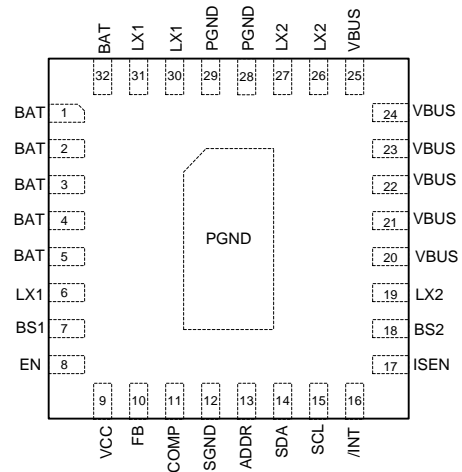 BAT LX1 LX1 PGND PGND LX2 LX2 VBUS
32 31 30 29 28 27 26 25
BAT 1
BAT 2
BAT 3
BAT 4
BAT 5
LX1 6
BS1 7
EN 8
PGND
24 VBUS
23 VBUS
22 VBUS
21 VBUS
20 VBUS
19 LX2
18 BS2
17 ISEN
9 10 11 12 13 14 15 16
VCC FB COMP SGND ADDR SDA SCL /INT